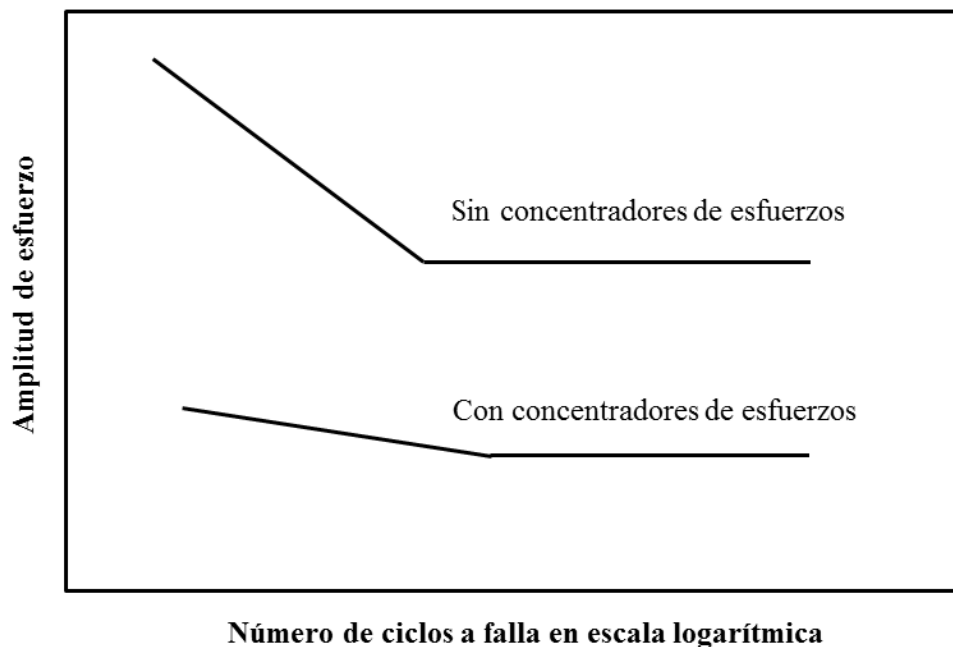 Amplitud de esfuerzo
Sin concentradores de esfuerzos
Con concentradores de esfuerzos
Número de ciclos a falla en escala logarítmica